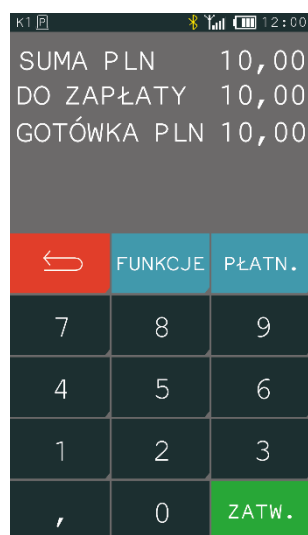 K1 P 12:00
SUMA PLN 10,00
DO ZAPŁATY 10,00
GOTÓWKA PLN 10,00
FUNKCJE PŁATN.
7 8 9
4 5 6
1 2 3
, 0 ZATW.